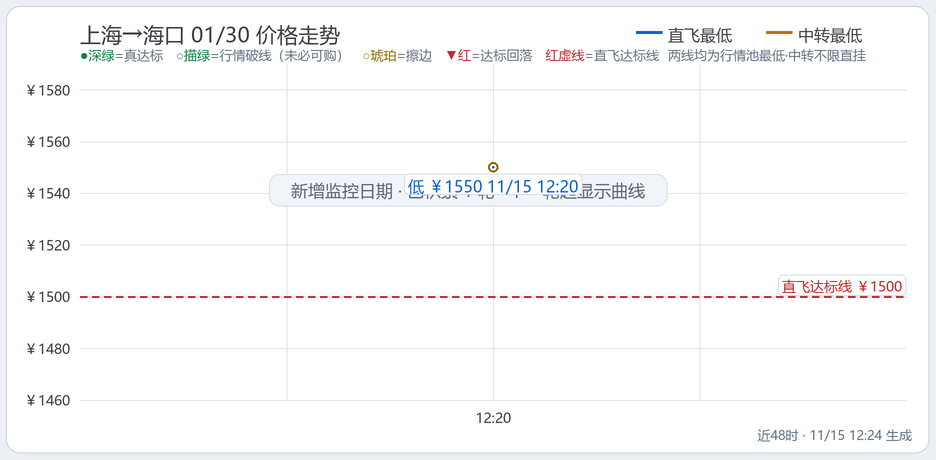 上海→海口 01/30 价格走势
直飞最低
中转最低
●深绿=真达标 ○描绿=行情破线（未必可购） ○琥珀=擦边 ▼红=达标回落 红虚线=直飞达标线 两线均为行情池最低·中转不限直挂
¥1580
¥1560
¥1540
¥1520
¥1500
¥1480
¥1460
新增监控日期 ·
低 ¥1550 11/15 12:20
显示曲线
直飞达标线 ¥1500
12:20
近48时 · 11/15 12:24 生成